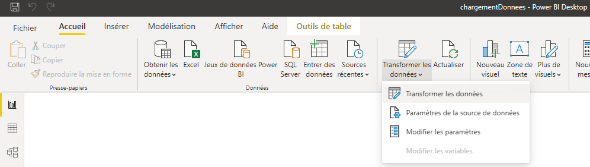 chargementDonnees - Power BI Desktop
Fichier Accueil Insérer Modélisation Afficher Aide Outils de table
Coller
Couper
Copier
Reproduire la mise en forme
Presse-papiers
Obtenir les données
Excel
Jeux de données Power BI
SQL Server
Entrer des données
Sources récentes
Données
Transformer les données
Actualiser
Nouveau visuel
Zone de texte
Plus de visuels
Nou
me
Transformer les données
Paramètres de la source de données
Modifier les paramètres
Modifier les variables